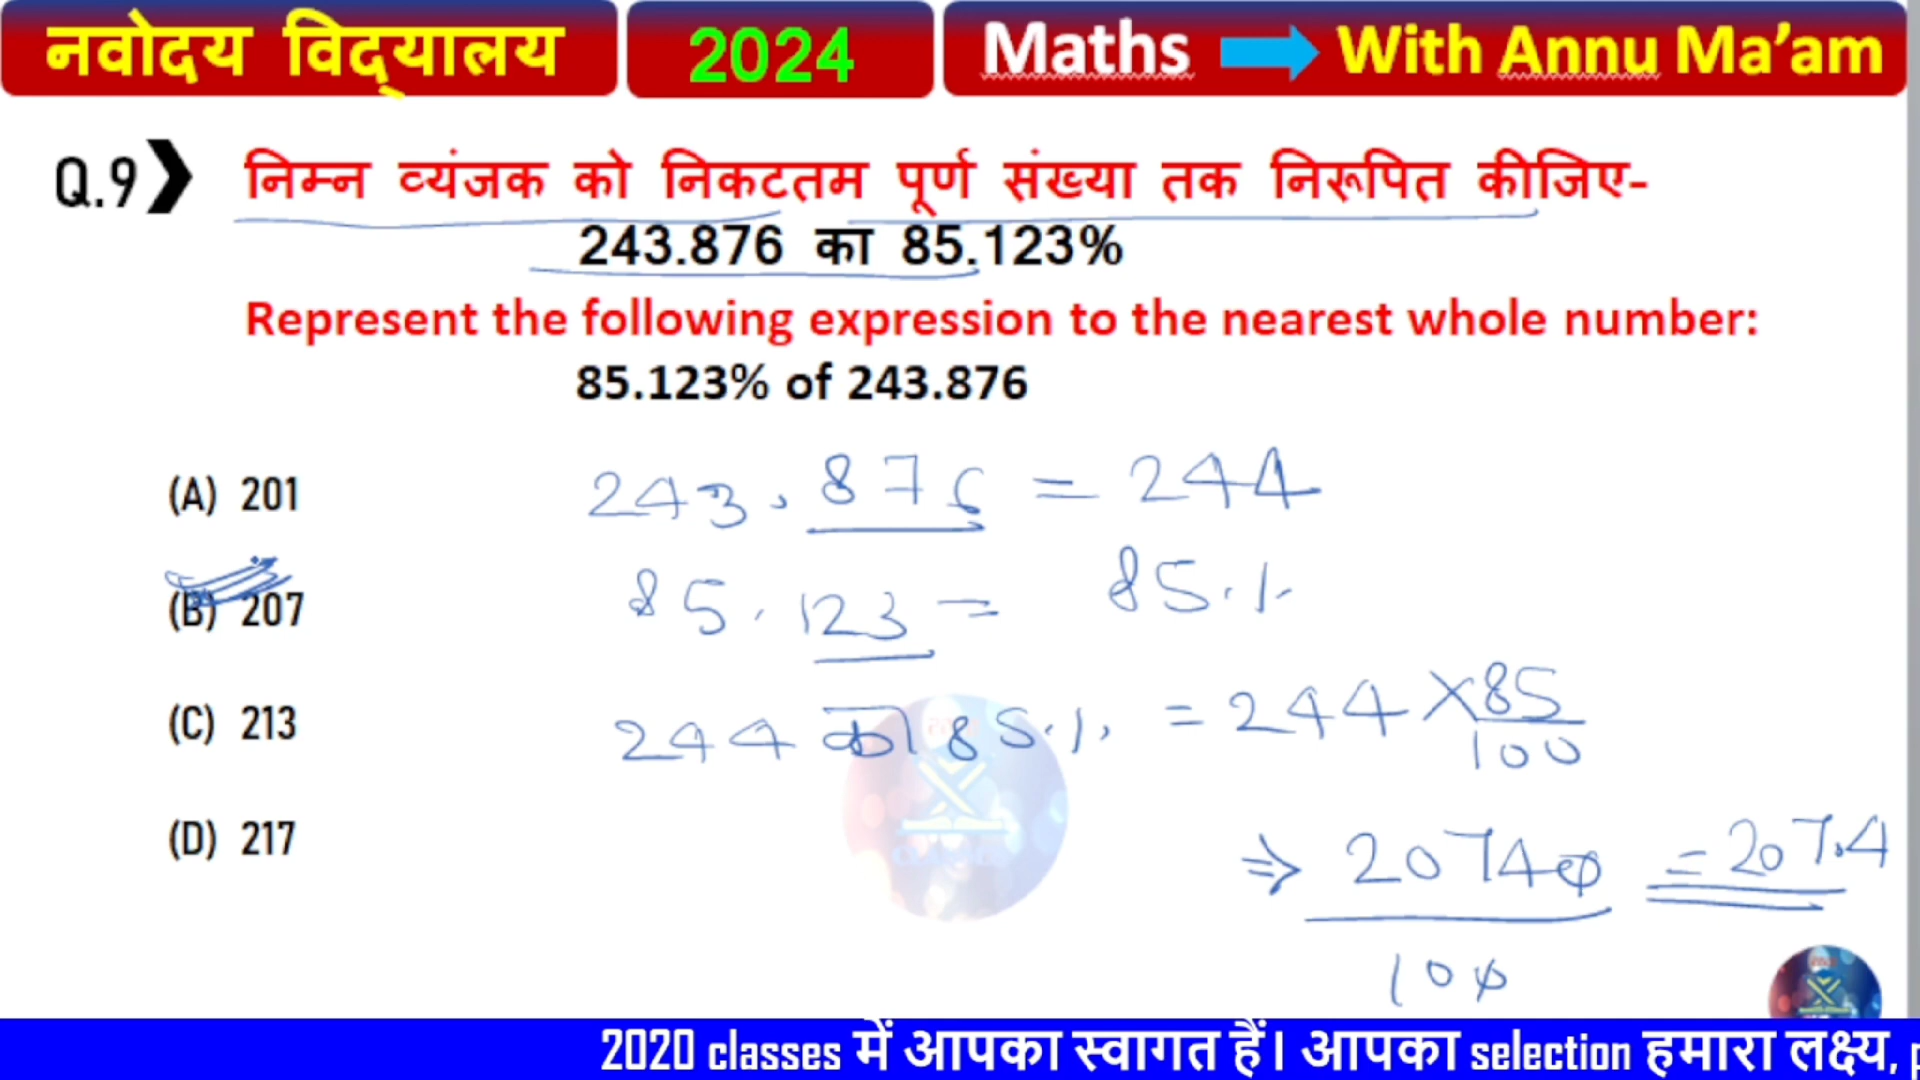 नवोदय विद्यालय 2024 Maths With Annu Ma'am
Q.9 निम्न व्यंजक को निकटतम पूर्ण संख्या तक निरूपित कीजिए-
243.876 का 85.123%
Represent the following expression to the nearest whole number:
85.123% of 243.876
(A) 201
243.876 = 244
(B) 207
85.123 = 85%
(C) 213
244 का 85% = 244 × 85/100
(D) 217
⇒ 20740/100 = 207.4
2020 classes में आपका स्वागत हैं। आपका selection हमारा लक्ष्य,